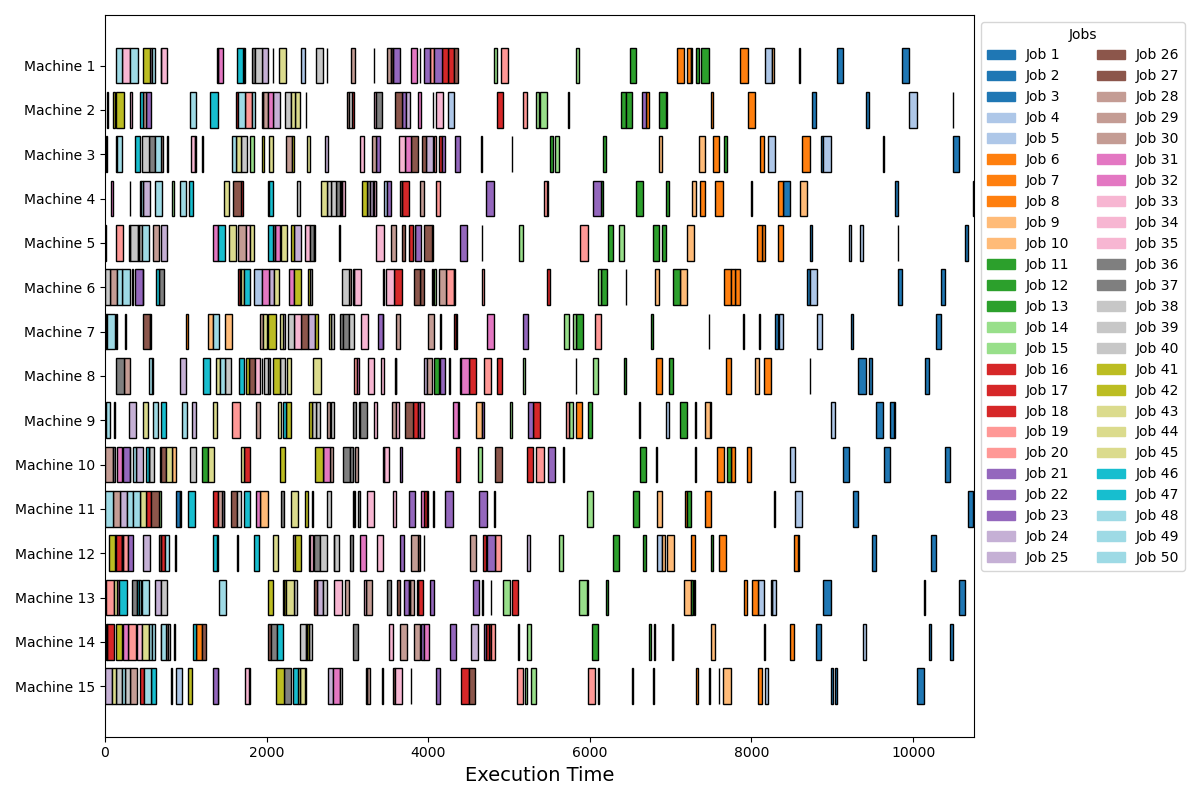 Machine 1
Machine 2
Machine 3
Machine 4
Machine 5
Machine 6
Machine 7
Machine 8
Machine 9
Machine 10
Machine 11
Machine 12
Machine 13
Machine 14
Machine 15
0 2000 4000 6000 8000 10000
Execution Time
Jobs
Job 1 Job 26
Job 2 Job 27
Job 3 Job 28
Job 4 Job 29
Job 5 Job 30
Job 6 Job 31
Job 7 Job 32
Job 8 Job 33
Job 9 Job 34
Job 10 Job 35
Job 11 Job 36
Job 12 Job 37
Job 13 Job 38
Job 14 Job 39
Job 15 Job 40
Job 16 Job 41
Job 17 Job 42
Job 18 Job 43
Job 19 Job 44
Job 20 Job 45
Job 21 Job 46
Job 22 Job 47
Job 23 Job 48
Job 24 Job 49
Job 25 Job 50